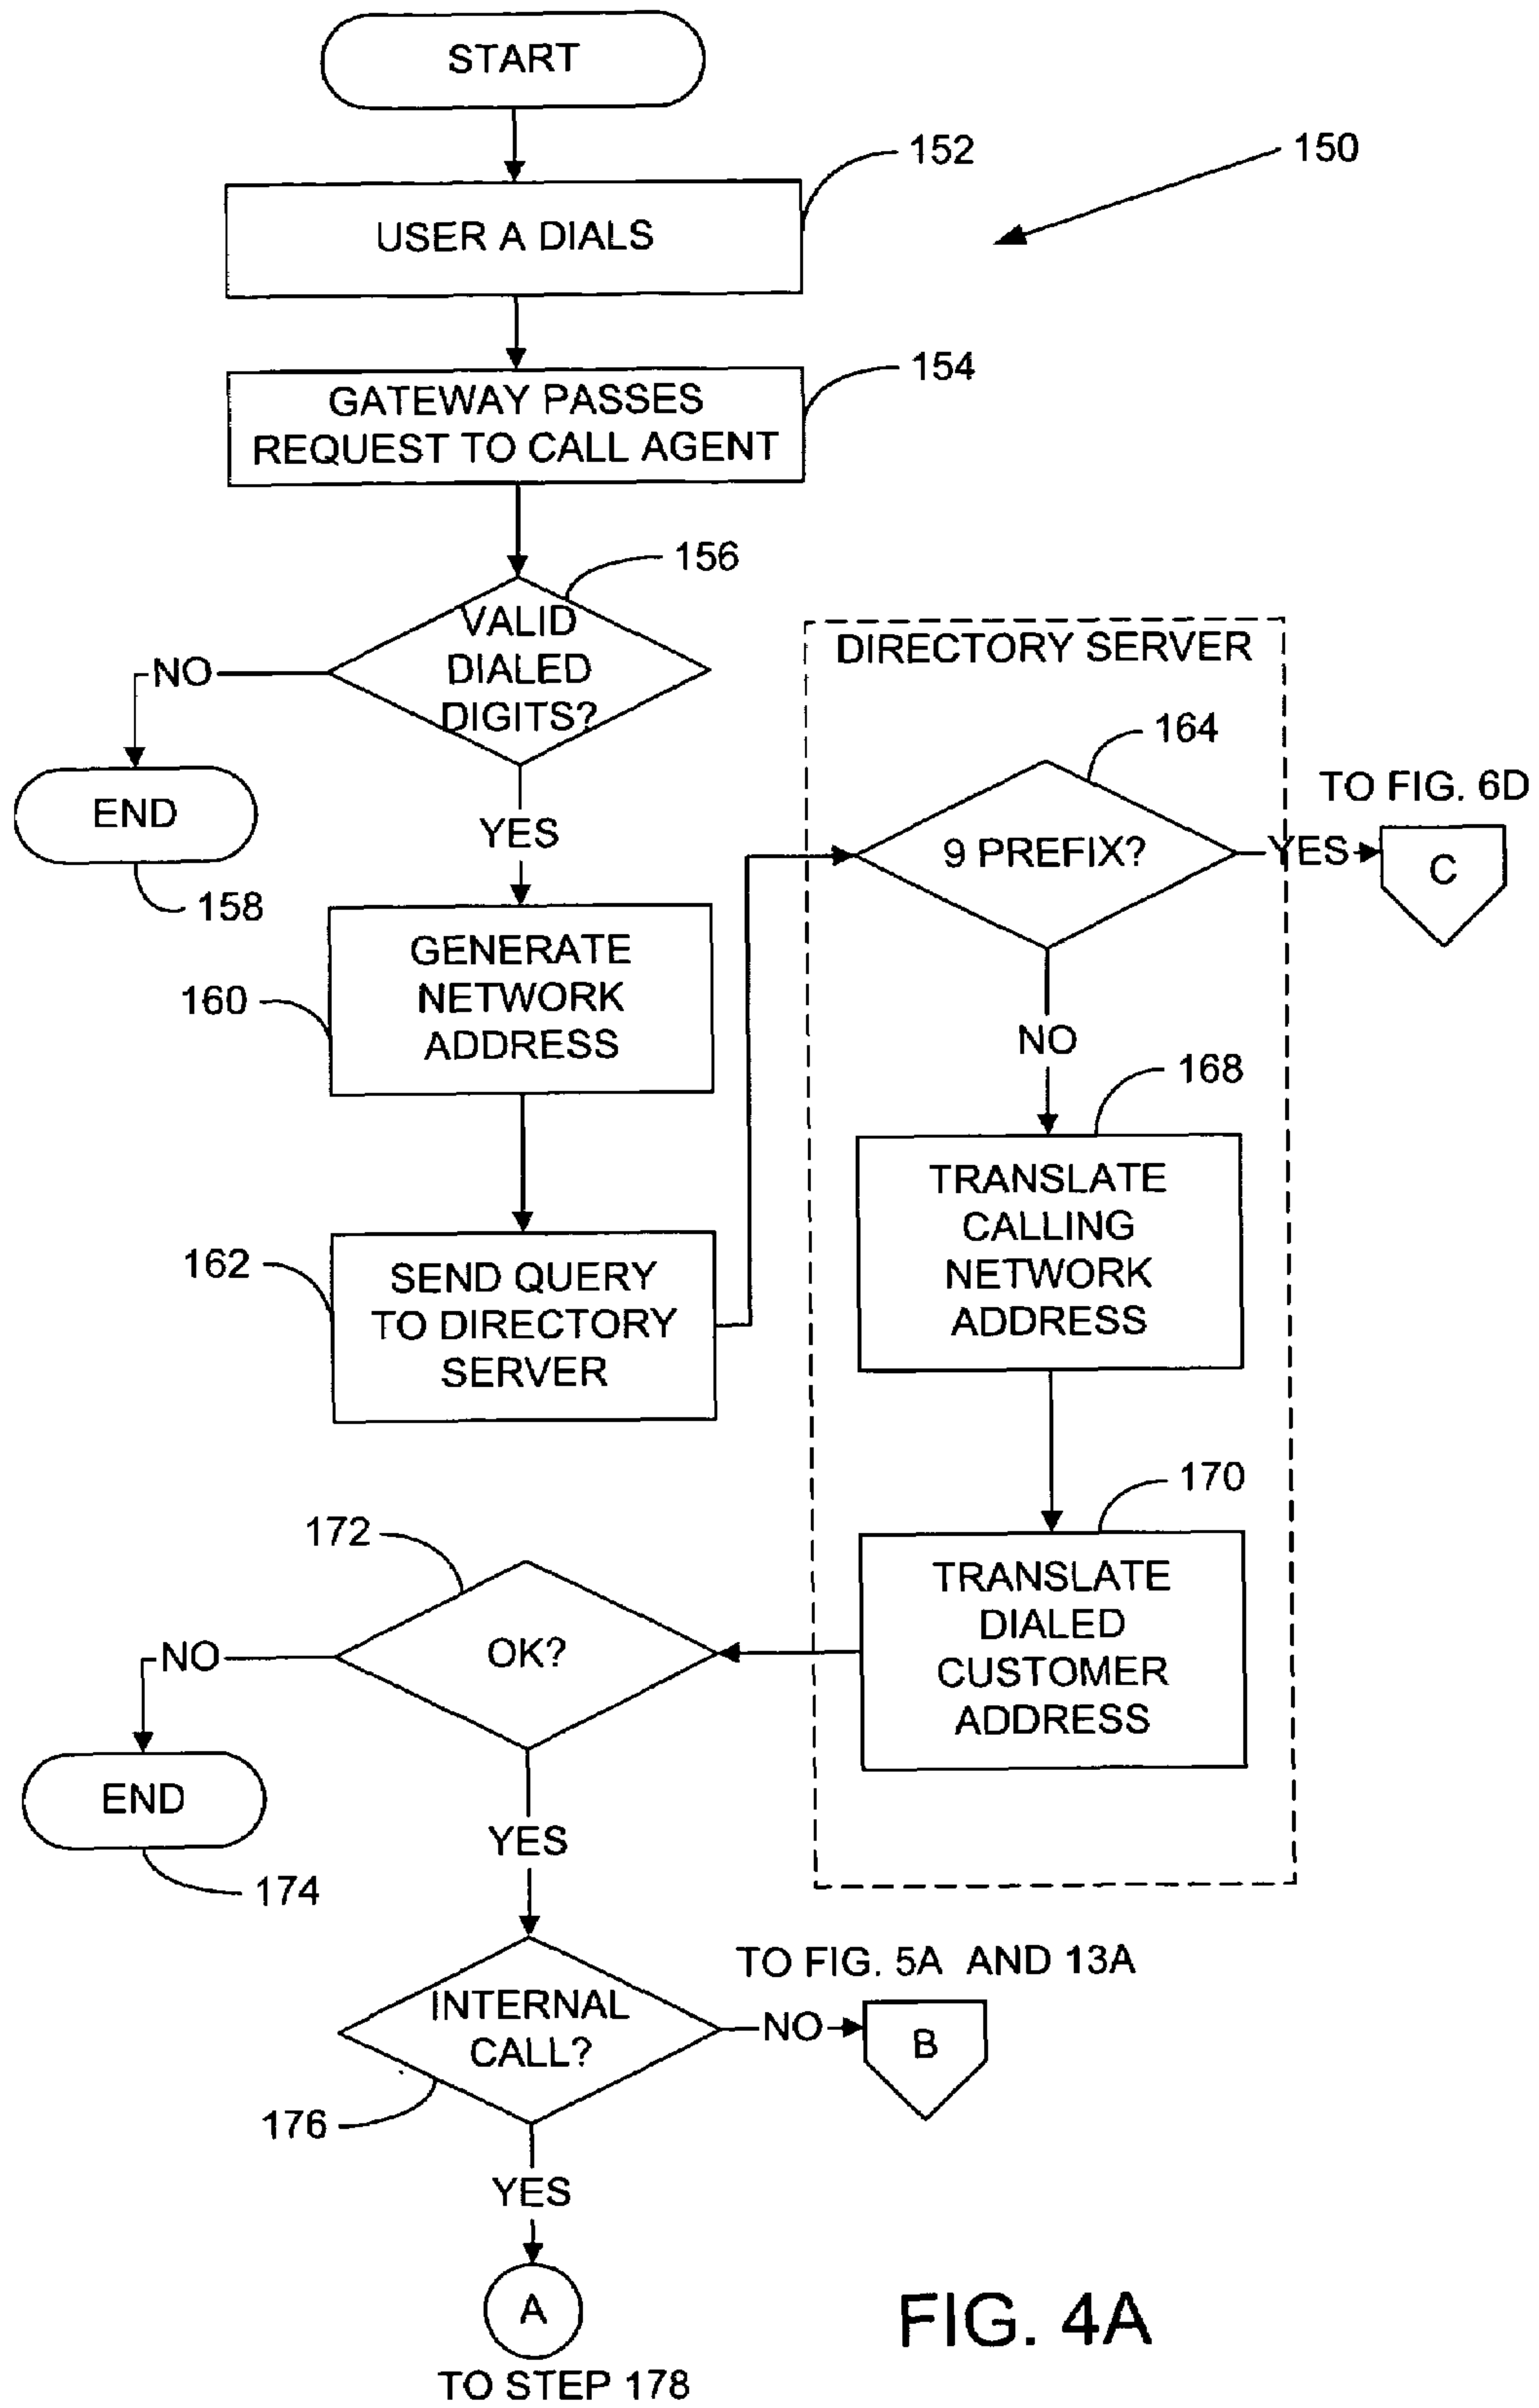 START
152
150
USER A DIALS
154
GATEWAY PASSES
REQUEST TO CALL AGENT
156
VALID
DIALED
DIGITS?
NO
END
158
YES
DIRECTORY SERVER
164
9 PREFIX?
YES
TO FIG. 6D
C
160
GENERATE
NETWORK
ADDRESS
NO
168
TRANSLATE
CALLING
NETWORK
ADDRESS
162
SEND QUERY
TO DIRECTORY
SERVER
170
TRANSLATE
DIALED
CUSTOMER
ADDRESS
172
OK?
NO
END
174
YES
INTERNAL
CALL?
176
NO
TO FIG. 5A AND 13A
B
YES
A
TO STEP 178
FIG. 4A